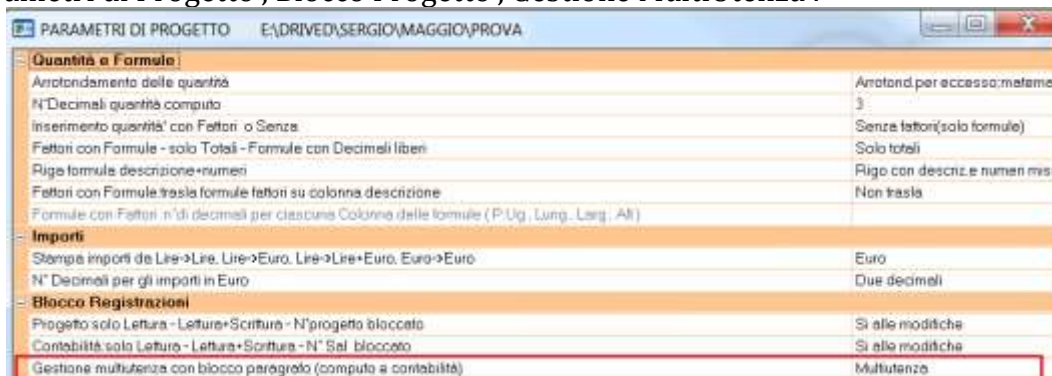 PARAMETRI DI PROGETTO E:\DRIVED\SERGIO\MAGGIO\PROVA
Quantità e Formule
Arrotondamento delle quantità Arrotond.per eccesso;matema
N°Decimali quantità computo 3
Inserimento quantità' con Fattori o Senza Senza fattori(solo formule)
Fattori con Formule - solo Totali - Formule con Decimali liberi Solo totali
Riga formula descrizione+numeri Rigo con descriz.e numeri mis
Fattori con Formule:trasla formule fattori su colonna descrizione Non trasla
Formule con Fattori :n°di decimali per ciascuna Colonna delle formule ( P.Ug , Lung , Larg , Alt )
Importi
Stampa importi da Lire->Lire, Lire->Euro, Lire->Lire+Euro, Euro->Euro Euro
N° Decimali per gli importi in Euro Due decimali
Blocco Registrazioni
Progetto solo Lettura - Lettura+Scrittura - N°progetto bloccato Si alle modifiche
Contabilità:solo Lettura - Lettura+Scrittura - N° Sal bloccato Si alle modifiche
Gestione multiutenza con blocco paragrafo (computo e contabilità) Multiutenza